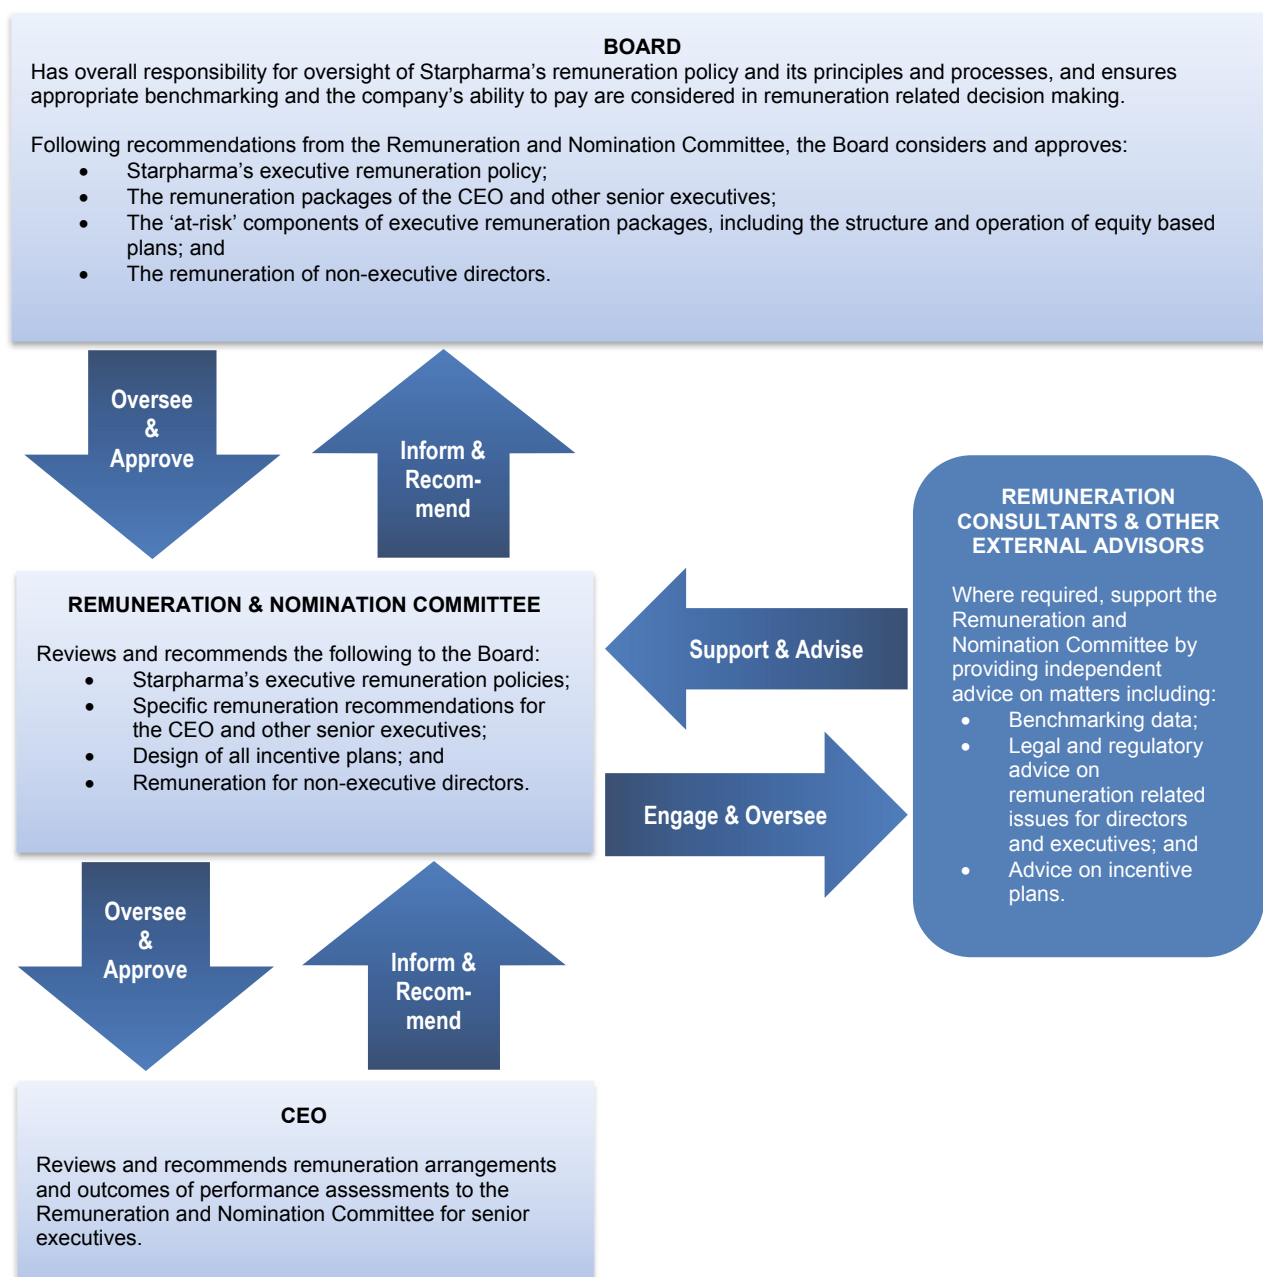 BOARD
Has overall responsibility for oversight of Starpharma’s remuneration policy and its principles and processes, and ensures
appropriate benchmarking and the company’s ability to pay are considered in remuneration related decision making.
Following recommendations from the Remuneration and Nomination Committee, the Board considers and approves:
• Starpharma’s executive remuneration policy;
• The remuneration packages of the CEO and other senior executives;
• The ‘at-risk’ components of executive remuneration packages, including the structure and operation of equity based
plans; and
• The remuneration of non-executive directors.
Oversee
&
Approve
Inform &
Recom-
mend
REMUNERATION & NOMINATION COMMITTEE
Reviews and recommends the following to the Board:
• Starpharma’s executive remuneration policies;
• Specific remuneration recommendations for
the CEO and other senior executives;
• Design of all incentive plans; and
• Remuneration for non-executive directors.
Support & Advise
Engage & Oversee
REMUNERATION
CONSULTANTS & OTHER
EXTERNAL ADVISORS
Where required, support the
Remuneration and
Nomination Committee by
providing independent
advice on matters including:
• Benchmarking data;
• Legal and regulatory
advice on
remuneration related
issues for directors
and executives; and
• Advice on incentive
plans.
Oversee
&
Approve
Inform &
Recom-
mend
CEO
Reviews and recommends remuneration arrangements
and outcomes of performance assessments to the
Remuneration and Nomination Committee for senior
executives.